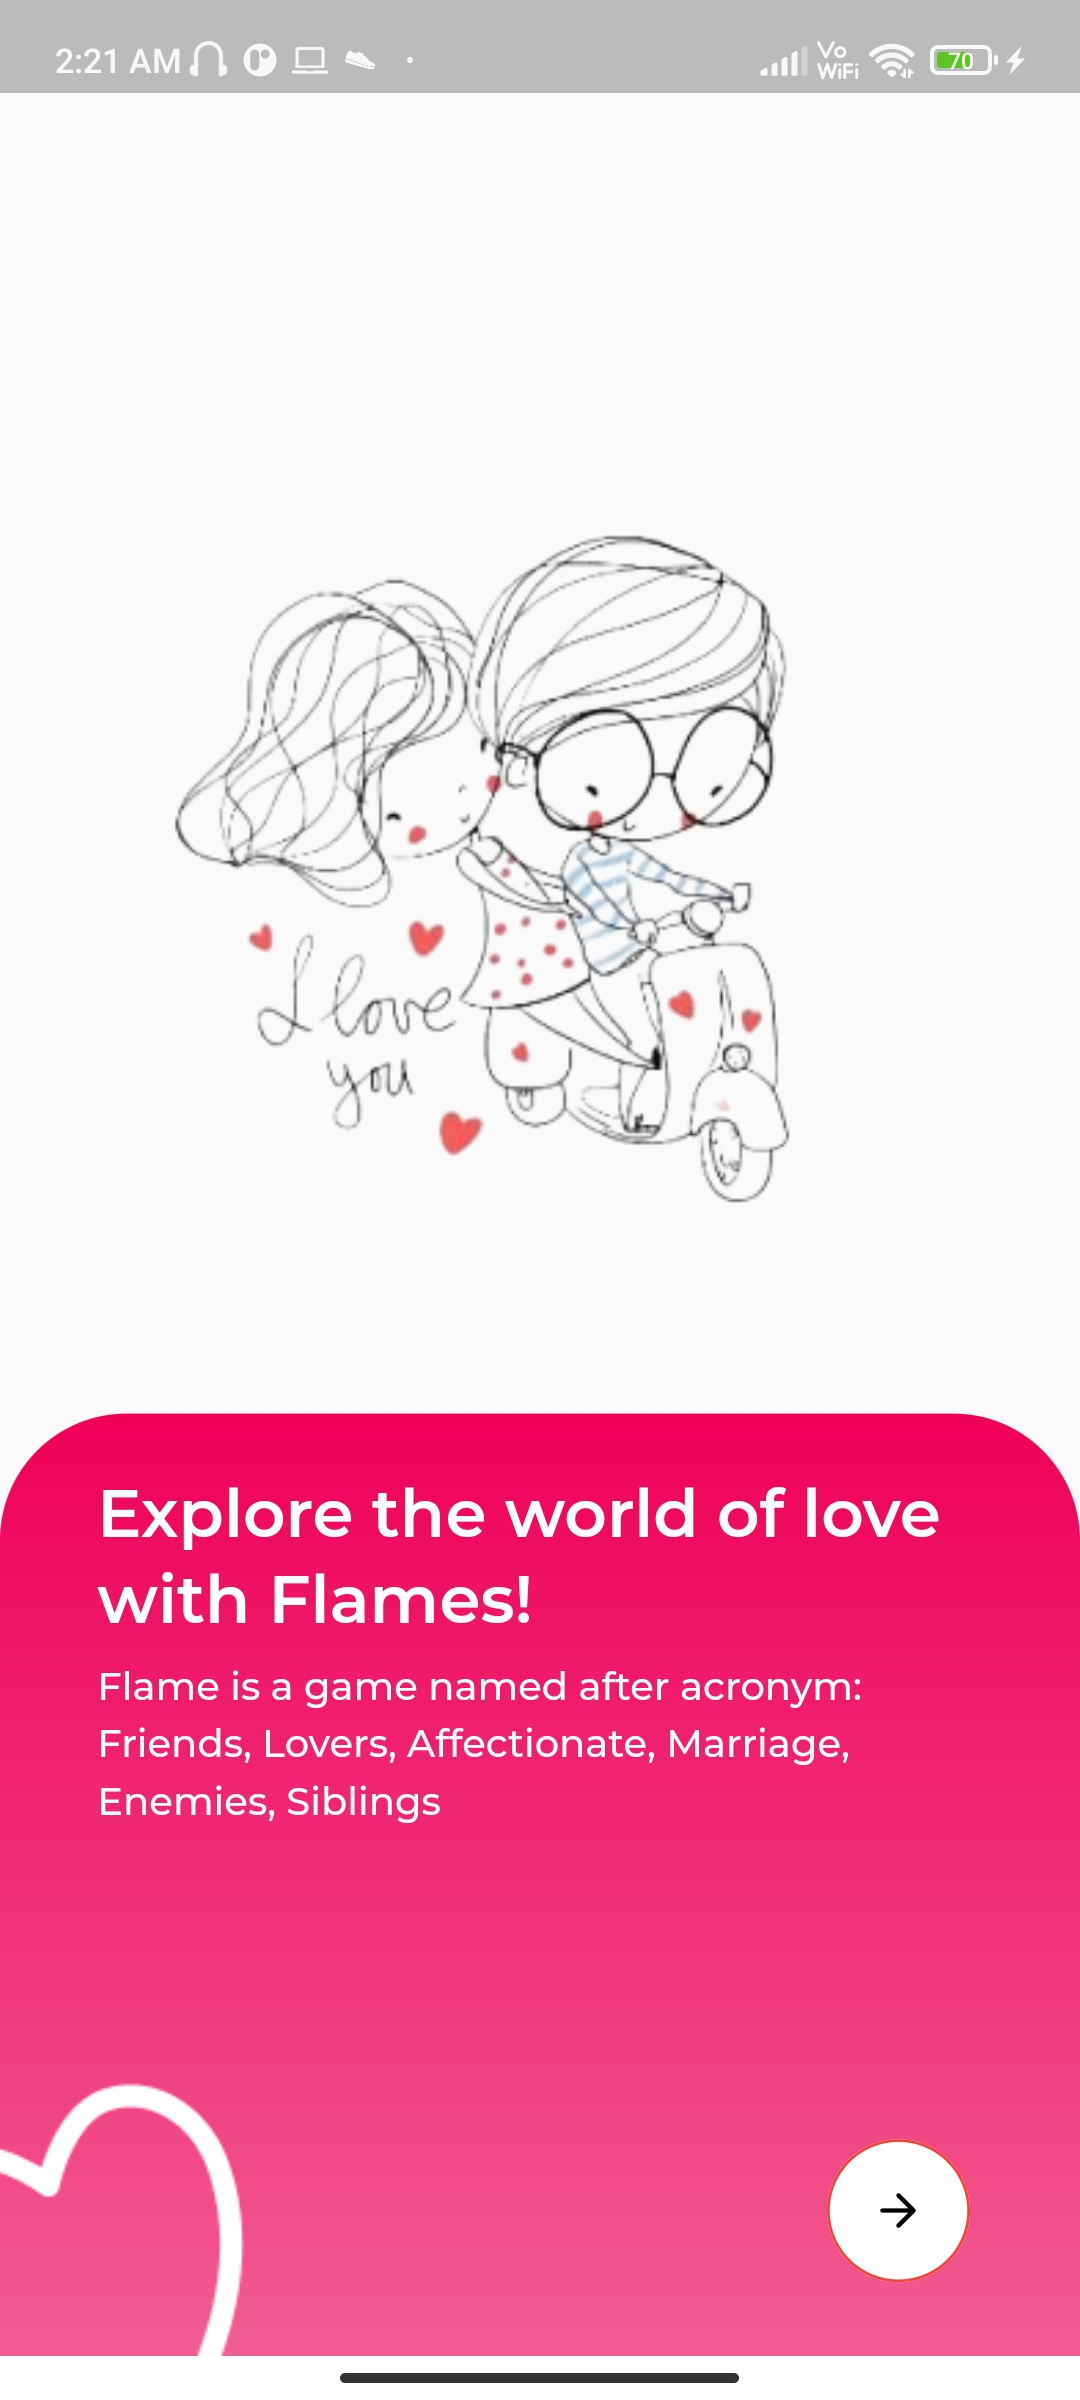 2:21 AM
Vo
WiFi
70
I love
you
Explore the world of love
with Flames!
Flame is a game named after acronym:
Friends, Lovers, Affectionate, Marriage,
Enemies, Siblings